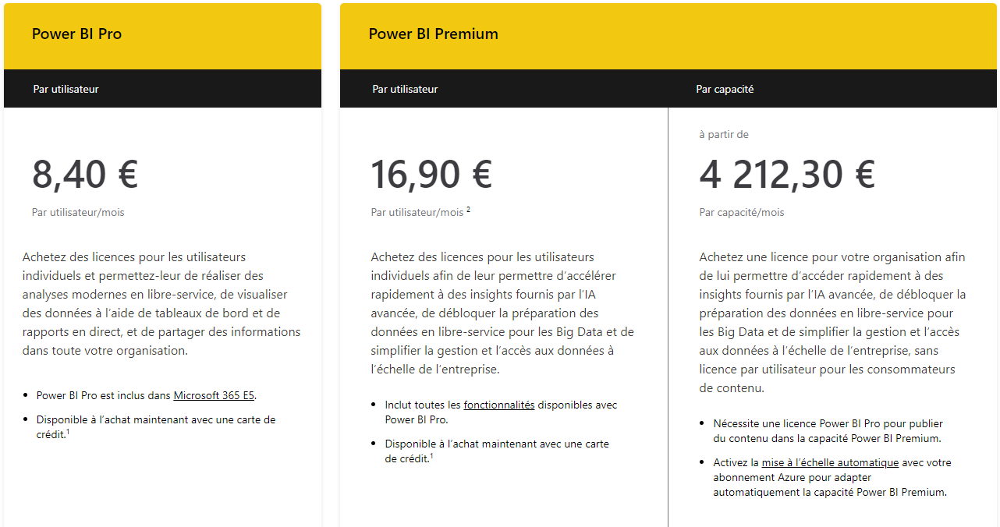 Power BI Pro
Par utilisateur
8,40 €
Par utilisateur/mois
Achetez des licences pour les utilisateurs
individuels et permettez-leur de réaliser des
analyses modernes en libre-service, de visualiser
des données à l’aide de tableaux de bord et de
rapports en direct, et de partager des informations
dans toute votre organisation.
• Power BI Pro est inclus dans Microsoft 365 E5.
• Disponible à l’achat maintenant avec une carte de
crédit.¹
Power BI Premium
Par utilisateur
16,90 €
Par utilisateur/mois ²
Achetez des licences pour les utilisateurs
individuels afin de leur permettre d’accélérer
rapidement à des insights fournis par l’IA
avancée, de débloquer la préparation des
données en libre-service pour les Big Data et de
simplifier la gestion et l’accès aux données à
l’échelle de l’entreprise.
• Inclut toutes les fonctionnalités disponibles avec
Power BI Pro.
• Disponible à l’achat maintenant avec une carte
de crédit.¹
Par capacité
à partir de
4 212,30 €
Par capacité/mois
Achetez une licence pour votre organisation afin
de lui permettre d’accéder rapidement à des
insights fournis par l’IA avancée, de débloquer la
préparation des données en libre-service pour
les Big Data et de simplifier la gestion et l’accès
aux données à l’échelle de l’entreprise, sans
licence par utilisateur pour les consommateurs
de contenu.
• Nécessite une licence Power BI Pro pour publier
du contenu dans la capacité Power BI Premium.
• Activez la mise à l’échelle automatique avec votre
abonnement Azure pour adapter
automatiquement la capacité Power BI Premium.